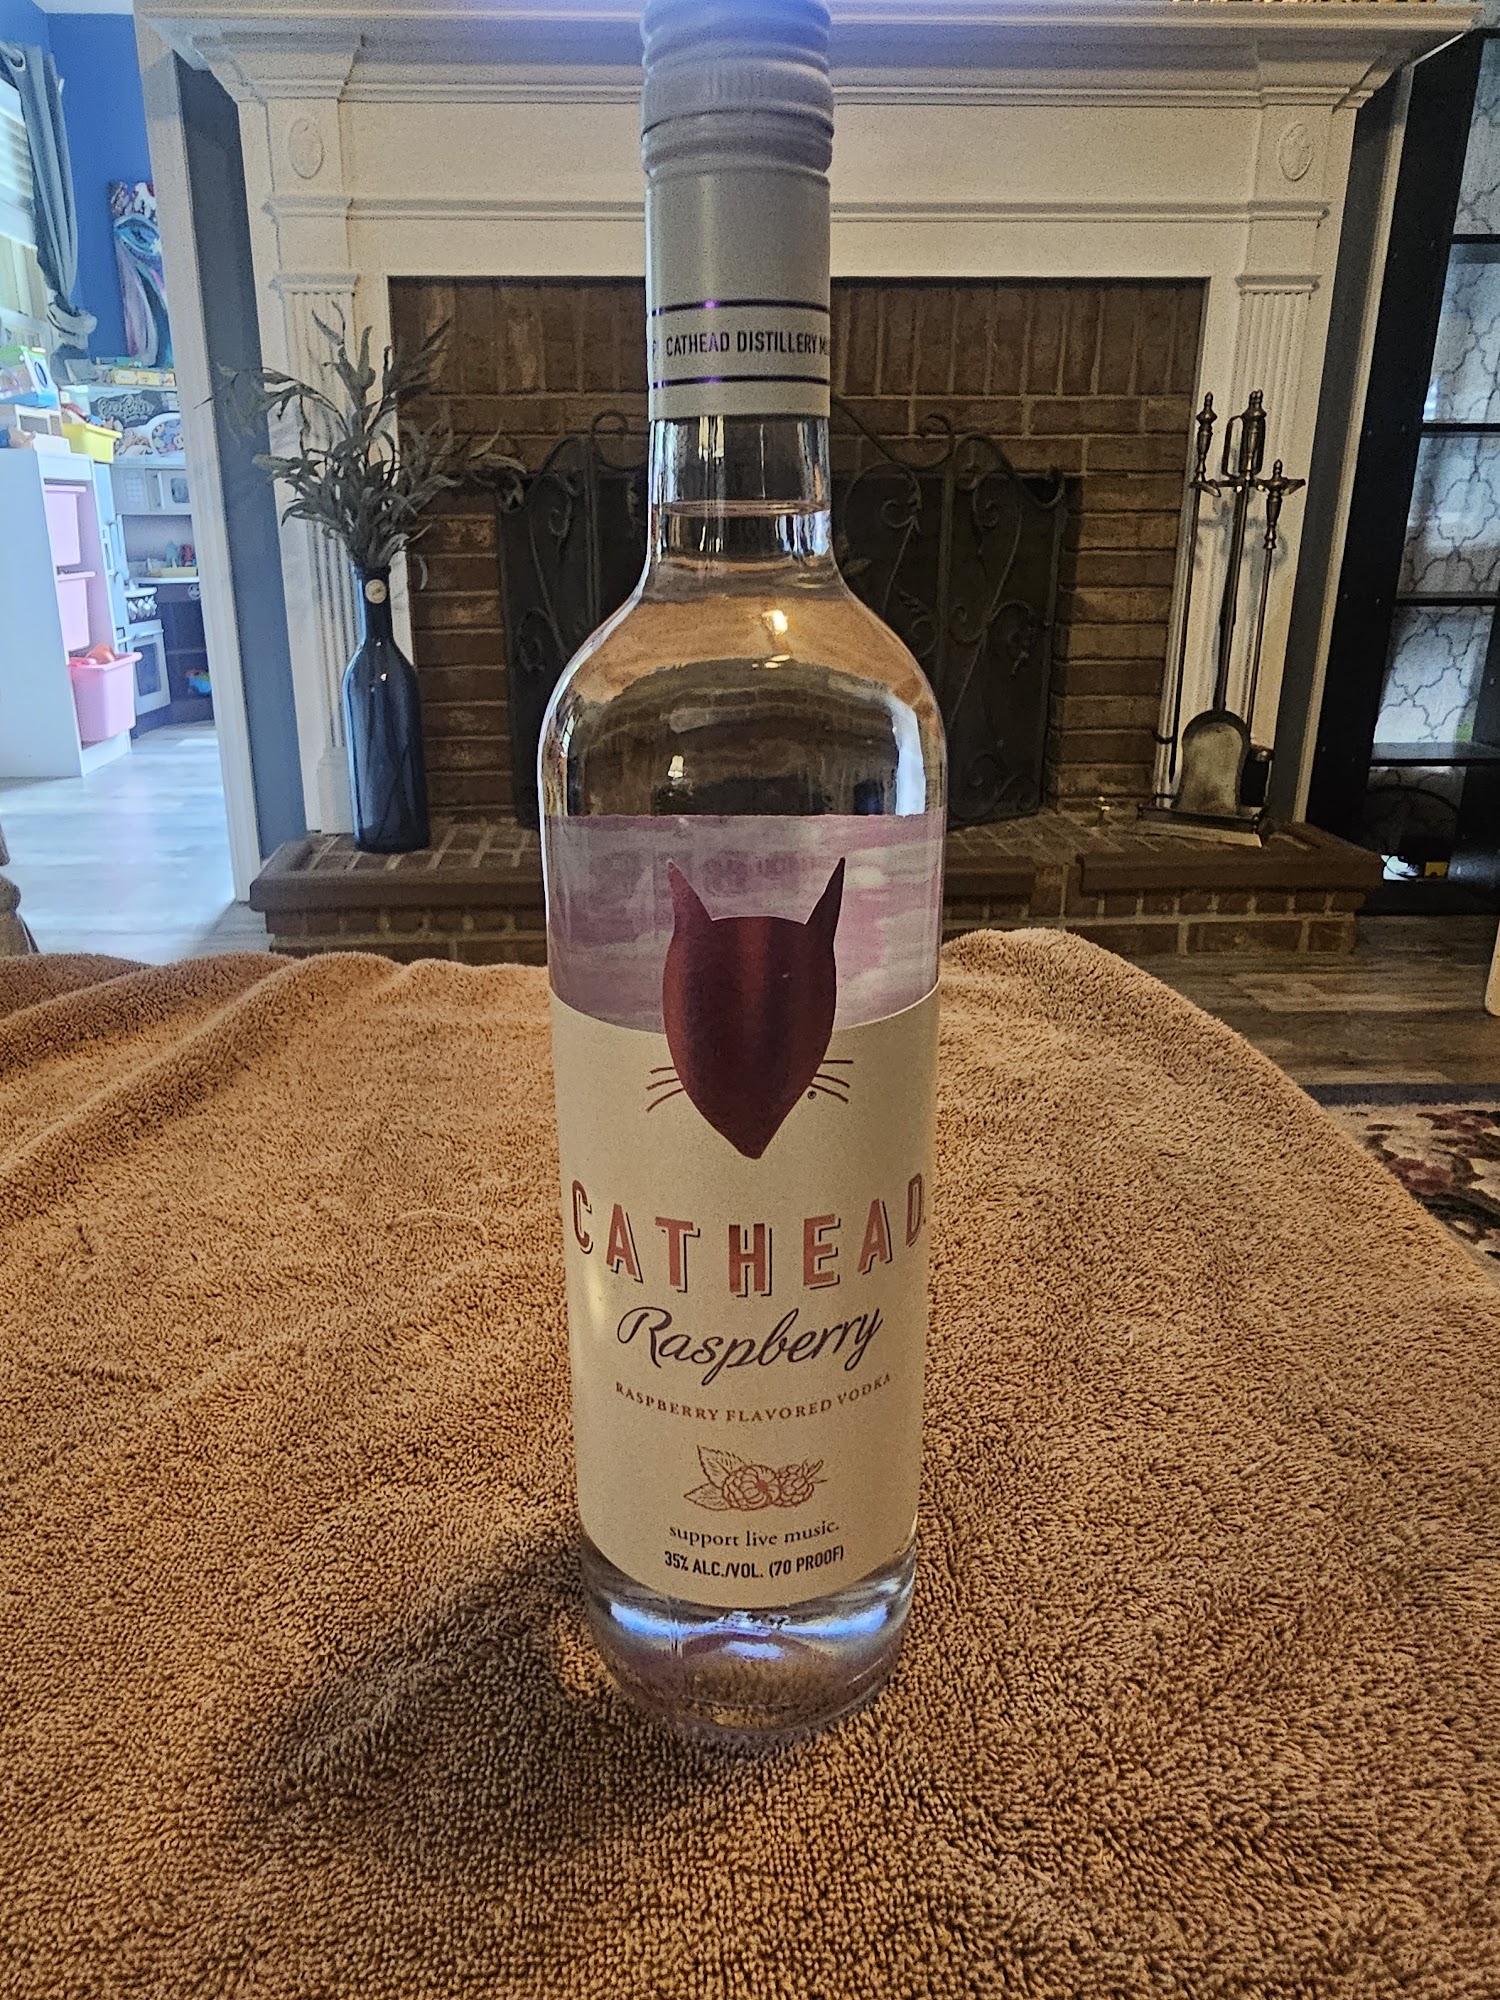 CATHEAD DISTILLERY
CATHEAD
Raspberry
RASPBERRY FLAVORED VODKA
support live music.
35% ALC./VOL. (70 PROOF)